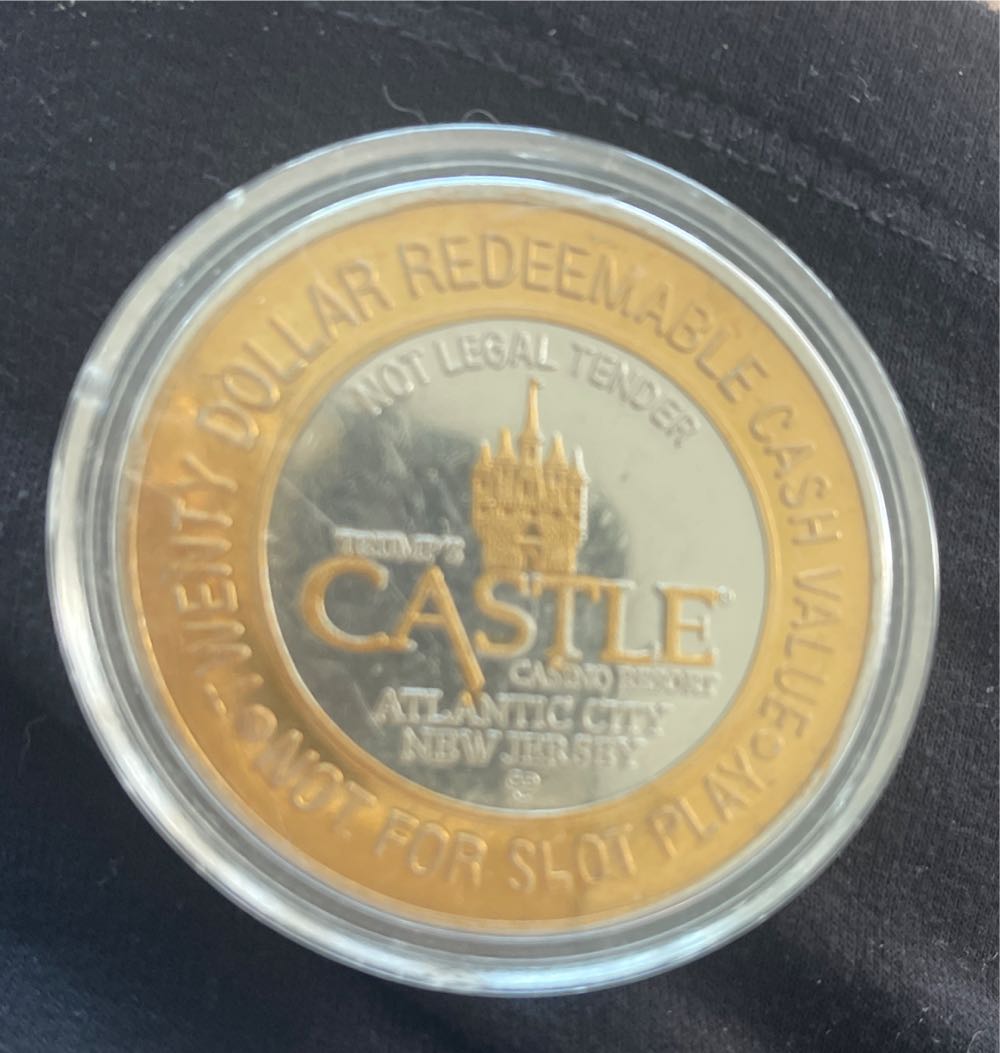 TWENTY DOLLAR REDEEMABLE CASH VALUE
NOT LEGAL TENDER
TRUMP'S
CASTLE®
CASINO RESORT
ATLANTIC CITY
NEW JERSEY
•NOT FOR SLOT PLAY•